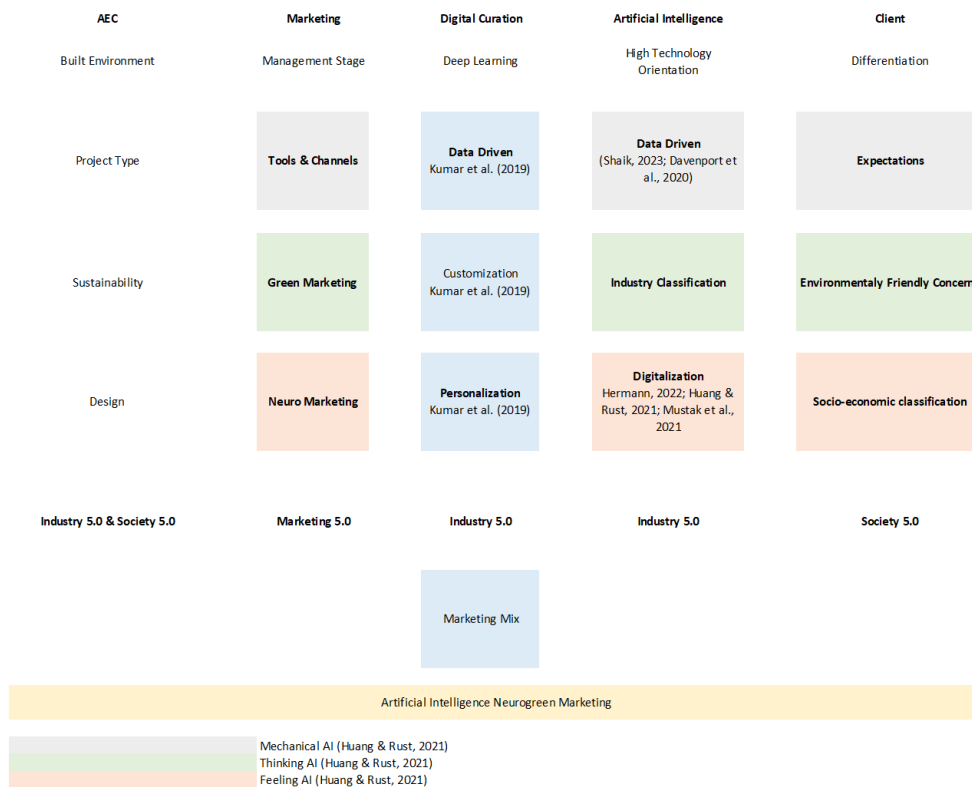 AEC
Marketing
Digital Curation
Artificial Intelligence
Client
Built Environment
Management Stage
Deep Learning
High Technology
Orientation
Differentiation
Project Type
Tools & Channels
Data Driven
Kumar et al. (2019)
Data Driven
(Shaik, 2023; Davenport et
al., 2020)
Expectations
Sustainability
Green Marketing
Customization
Kumar et al. (2019)
Industry Classification
Environmentaly Friendly Concern
Design
Neuro Marketing
Personalization
Kumar et al. (2019)
Digitalization
Hermann, 2022; Huang &
Rust, 2021; Mustak et al.,
2021
Socio-economic classification
Industry 5.0 & Society 5.0
Marketing 5.0
Industry 5.0
Industry 5.0
Society 5.0
Marketing Mix
Artificial Intelligence Neurogreen Marketing
Mechanical AI (Huang & Rust, 2021)
Thinking AI (Huang & Rust, 2021)
Feeling AI (Huang & Rust, 2021)